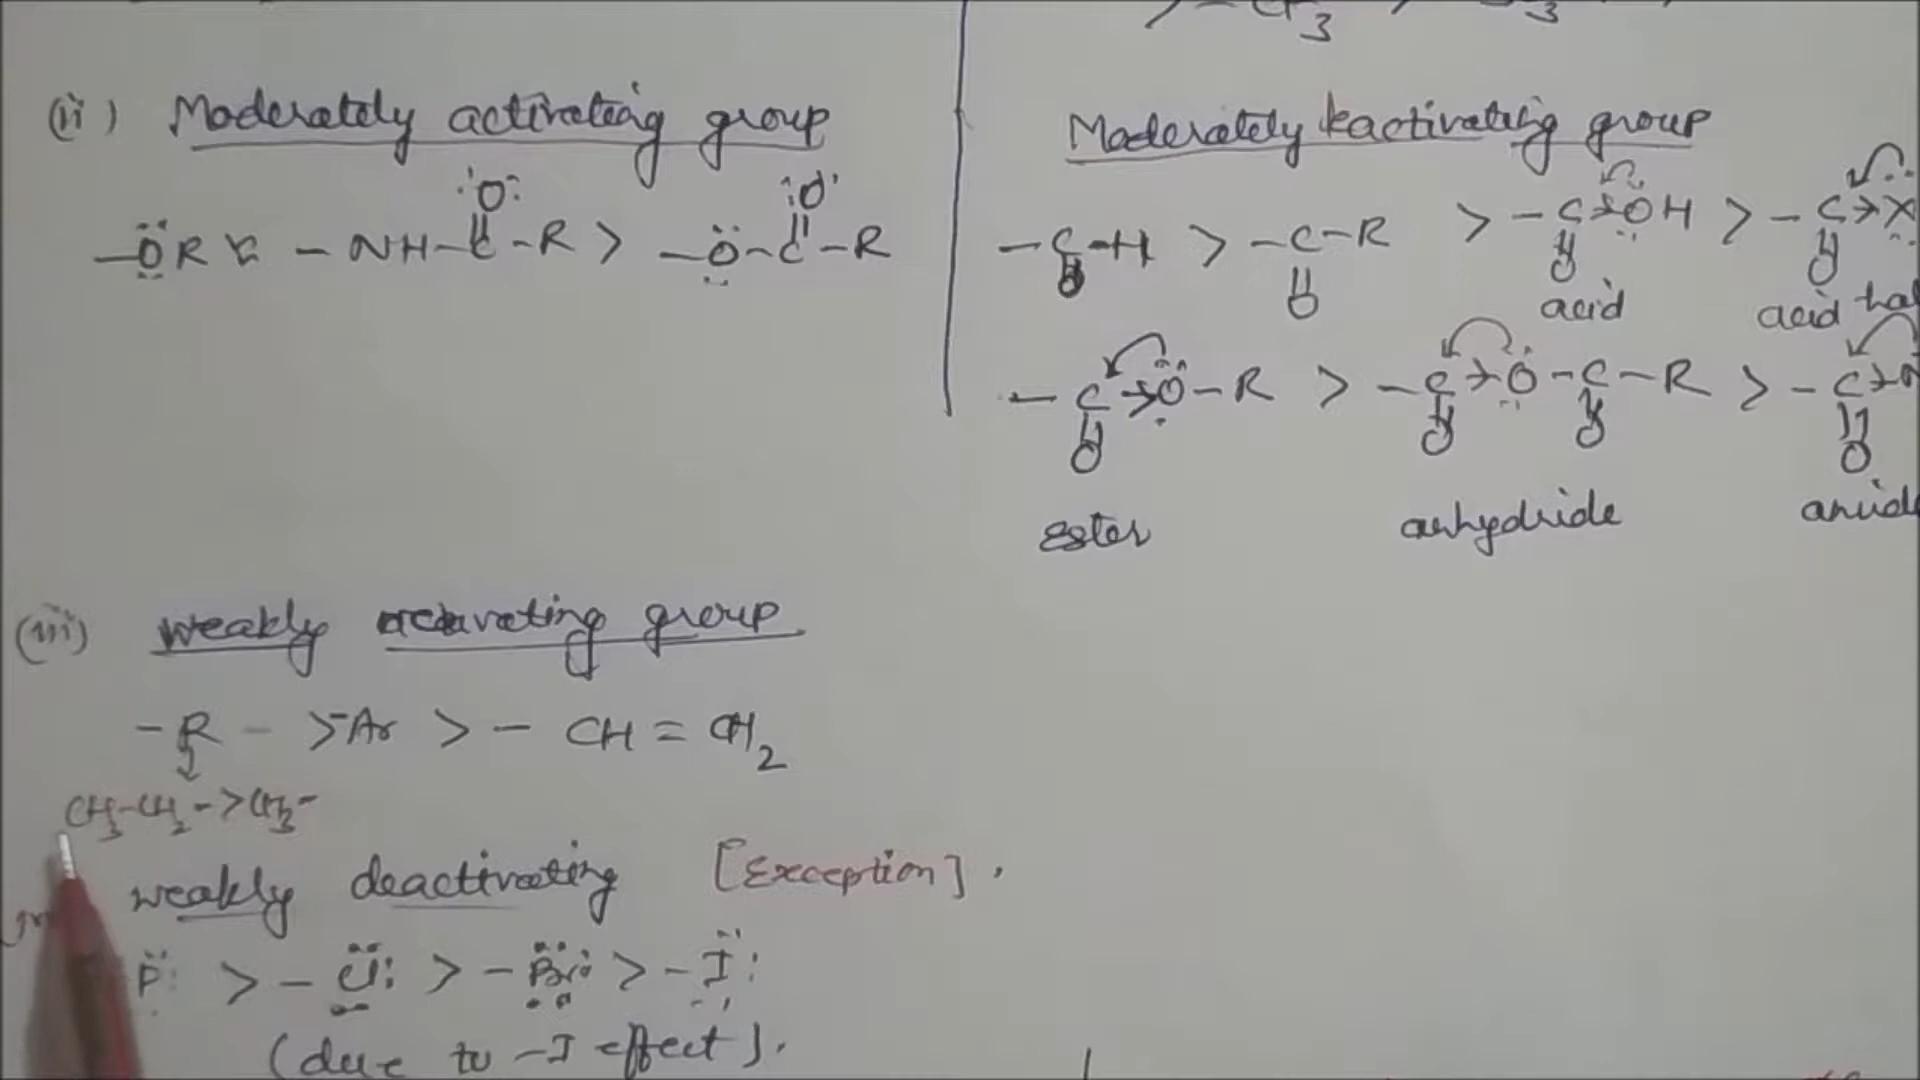 (ii) Moderately activating group
:O: :O:
-ÖR > -NH-C-R > -Ö-C-R
(iii) weakly activating group
-R - >-Ar > - CH = CH2
CH3-CH2- > CH3-
weakly deactivating [Exception].
F: > -Cl: > -Br: > -I:
(due to -I effect).
Moderately deactivating group
-C-H > -C-R > -C→OH > -C→X
O O O O
acid acid
-C→O-R > -C→O-C-R > -C→
O O O O
ester anhydride